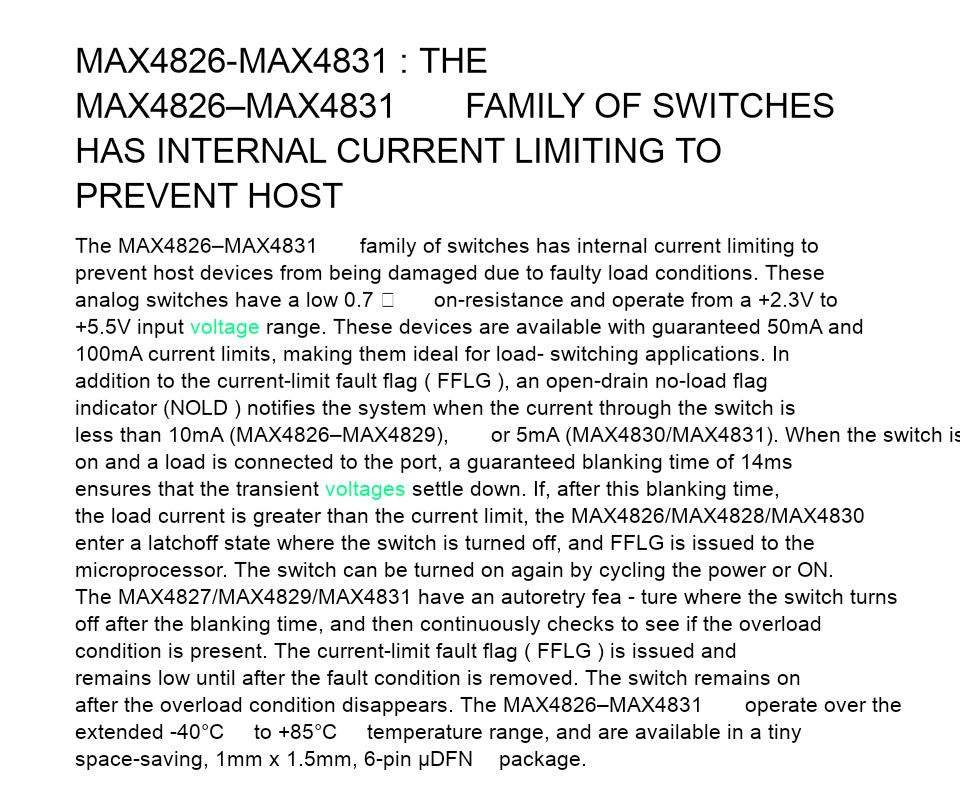 MAX4826-MAX4831 : THE
MAX4826–MAX4831 FAMILY OF SWITCHES
HAS INTERNAL CURRENT LIMITING TO
PREVENT HOST
The MAX4826–MAX4831 family of switches has internal current limiting to
prevent host devices from being damaged due to faulty load conditions. These
analog switches have a low 0.7 □ on-resistance and operate from a +2.3V to
+5.5V input voltage range. These devices are available with guaranteed 50mA and
100mA current limits, making them ideal for load- switching applications. In
addition to the current-limit fault flag ( FFLG ), an open-drain no-load flag
indicator (NOLD ) notifies the system when the current through the switch is
less than 10mA (MAX4826–MAX4829), or 5mA (MAX4830/MAX4831). When the switch is
on and a load is connected to the port, a guaranteed blanking time of 14ms
ensures that the transient voltages settle down. If, after this blanking time,
the load current is greater than the current limit, the MAX4826/MAX4828/MAX4830
enter a latchoff state where the switch is turned off, and FFLG is issued to the
microprocessor. The switch can be turned on again by cycling the power or ON.
The MAX4827/MAX4829/MAX4831 have an autoretry fea - ture where the switch turns
off after the blanking time, and then continuously checks to see if the overload
condition is present. The current-limit fault flag ( FFLG ) is issued and
remains low until after the fault condition is removed. The switch remains on
after the overload condition disappears. The MAX4826–MAX4831 operate over the
extended -40°C to +85°C temperature range, and are available in a tiny
space-saving, 1mm x 1.5mm, 6-pin µDFN package.